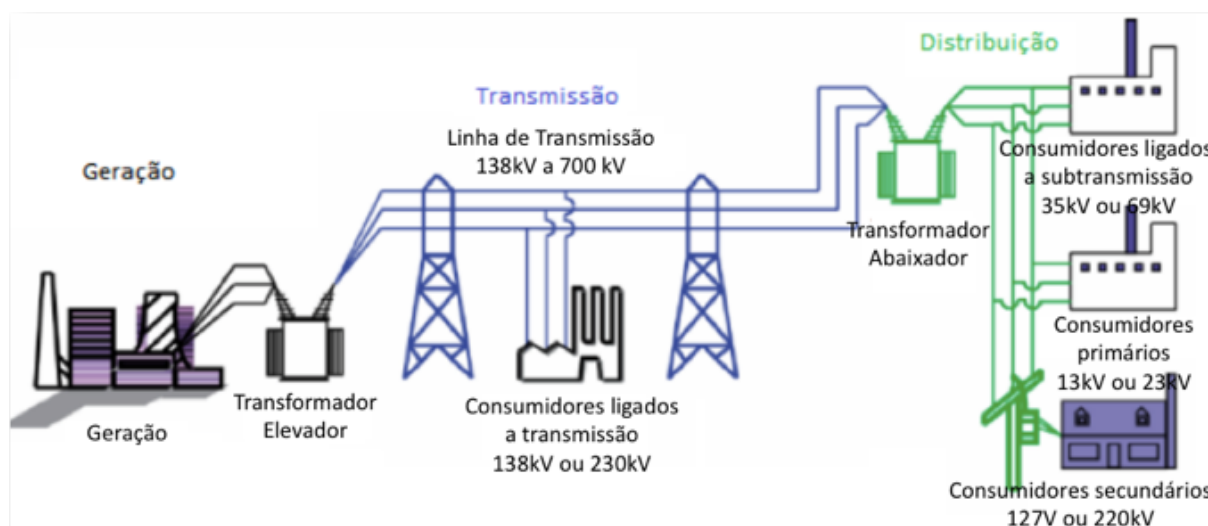 Geração
Geração
Transformador
Elevador
Transmissão
Linha de Transmissão
138kV a 700 kV
Consumidores ligados
a transmissão
138kV ou 230kV
Transformador
Abaixador
Distribuição
Consumidores ligados
a subtransmissão
35kV ou 69kV
Consumidores
primários
13kV ou 23kV
Consumidores secundários
127V ou 220kV